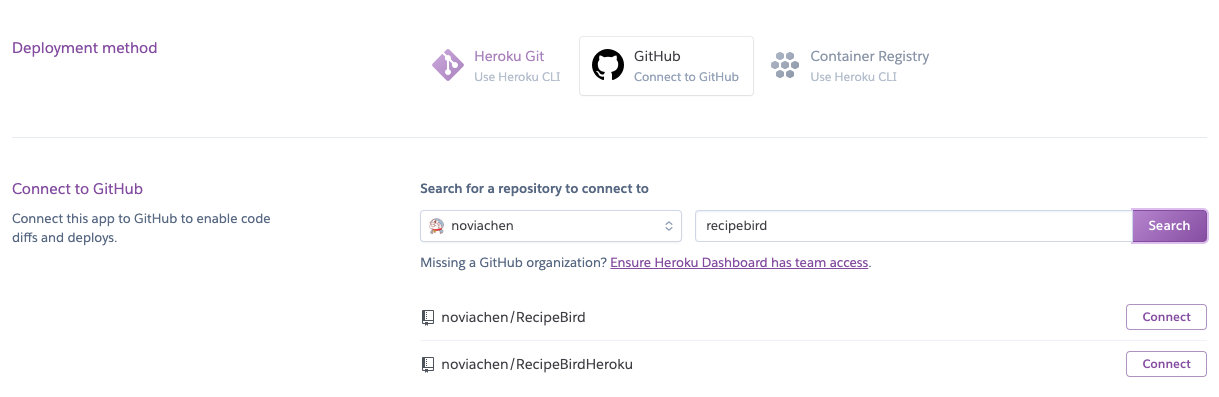 Deployment method
Heroku Git
Use Heroku CLI
GitHub
Connect to GitHub
Container Registry
Use Heroku CLI
Connect to GitHub
Connect this app to GitHub to enable code
diffs and deploys.
Search for a repository to connect to
noviachen
recipebird
Search
Missing a GitHub organization? Ensure Heroku Dashboard has team access.
noviachen/RecipeBird
Connect
noviachen/RecipeBirdHeroku
Connect